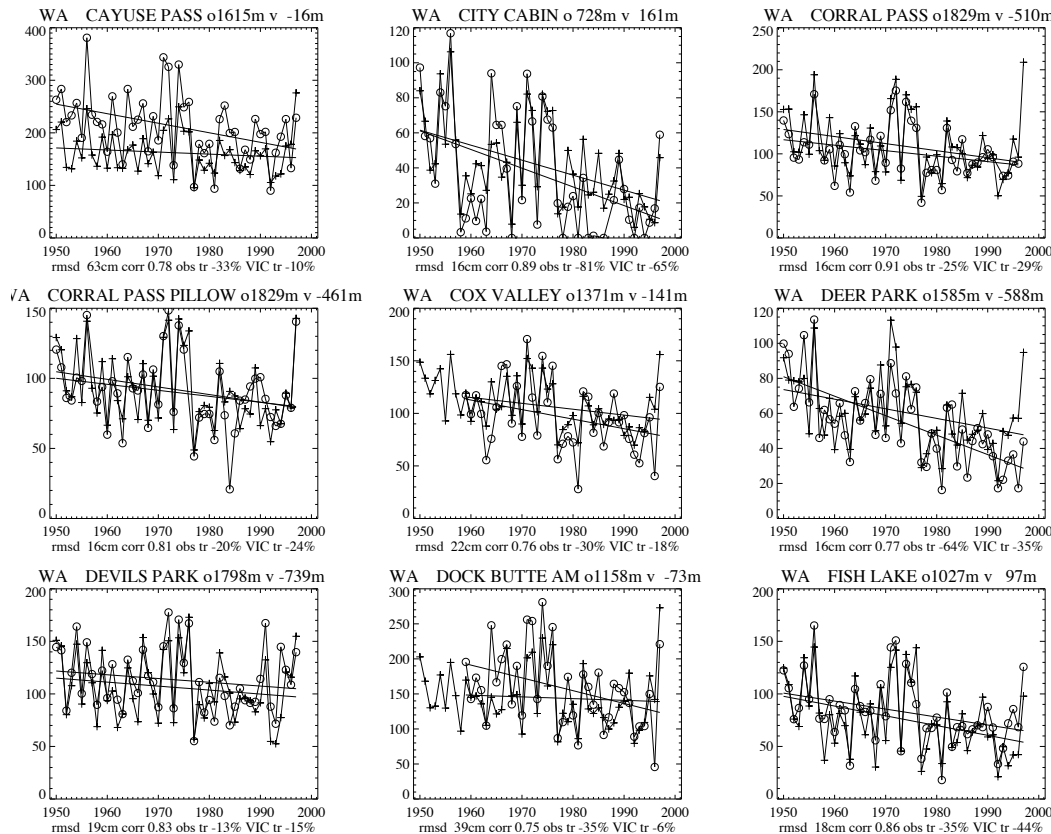 WA CAYUSE PASS o1615m v -16m
400
300
200
100
0
1950 1960 1970 1980 1990 2000
rmsd 63cm corr 0.78 obs tr -33% VIC tr -10%
WA CITY CABIN o 728m v 161m
120
100
80
60
40
20
0
1950 1960 1970 1980 1990 2000
rmsd 16cm corr 0.89 obs tr -81% VIC tr -65%
WA CORRAL PASS o1829m v -510m
250
200
150
100
50
0
1950 1960 1970 1980 1990 2000
rmsd 16cm corr 0.91 obs tr -25% VIC tr -29%
WA CORRAL PASS PILLOW o1829m v -461m
150
100
50
0
1950 1960 1970 1980 1990 2000
rmsd 16cm corr 0.81 obs tr -20% VIC tr -24%
WA COX VALLEY o1371m v -141m
200
150
100
50
0
1950 1960 1970 1980 1990 2000
rmsd 22cm corr 0.76 obs tr -30% VIC tr -18%
WA DEER PARK o1585m v -588m
120
100
80
60
40
20
0
1950 1960 1970 1980 1990 2000
rmsd 16cm corr 0.77 obs tr -64% VIC tr -35%
WA DEVILS PARK o1798m v -739m
200
150
100
50
0
1950 1960 1970 1980 1990 2000
rmsd 19cm corr 0.83 obs tr -13% VIC tr -15%
WA DOCK BUTTE AM o1158m v -73m
300
250
200
150
100
50
0
1950 1960 1970 1980 1990 2000
rmsd 39cm corr 0.75 obs tr -35% VIC tr -6%
WA FISH LAKE o1027m v 97m
200
150
100
50
0
1950 1960 1970 1980 1990 2000
rmsd 18cm corr 0.86 obs tr -35% VIC tr -44%